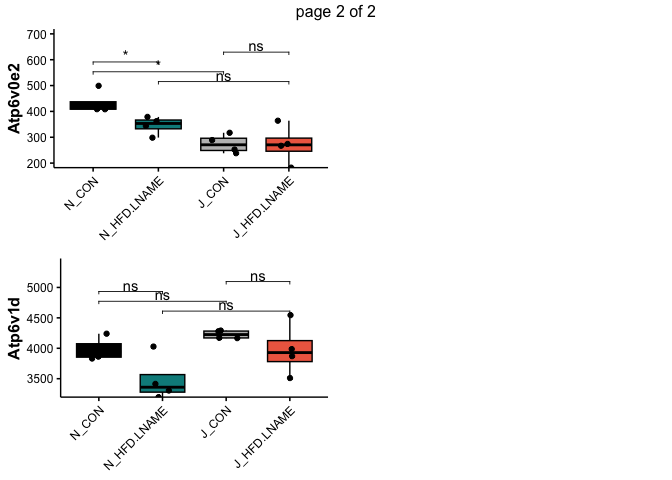 page 2 of 2
Atp6v0e2
700
600
500
400
300
200
*
*
ns
ns
N_CON
N_HFD.LNAME
J_CON
J_HFD.LNAME
Atp6v1d
5000
4500
4000
3500
ns
ns
ns
ns
N_CON
N_HFD.LNAME
J_CON
J_HFD.LNAME